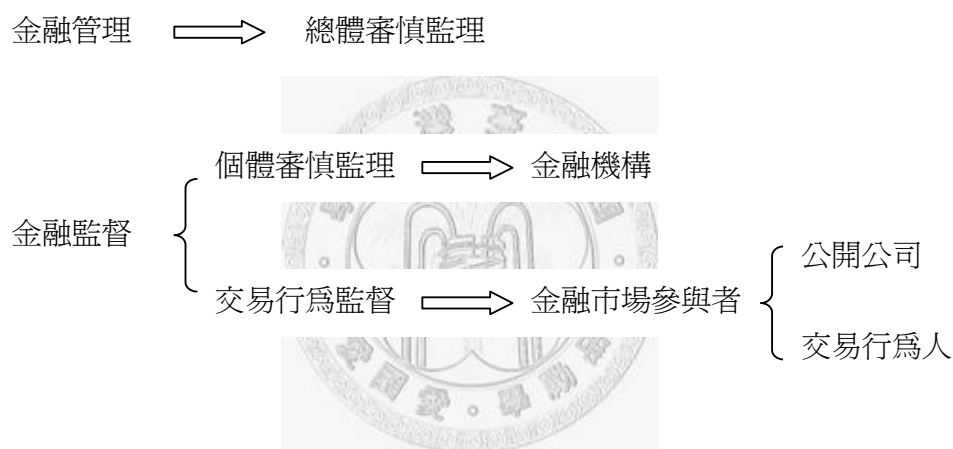 金融管理 總體審慎監理
個體審慎監理 金融機構
金融監督
公開公司
交易行爲監督 金融市場參與者
交易行爲人